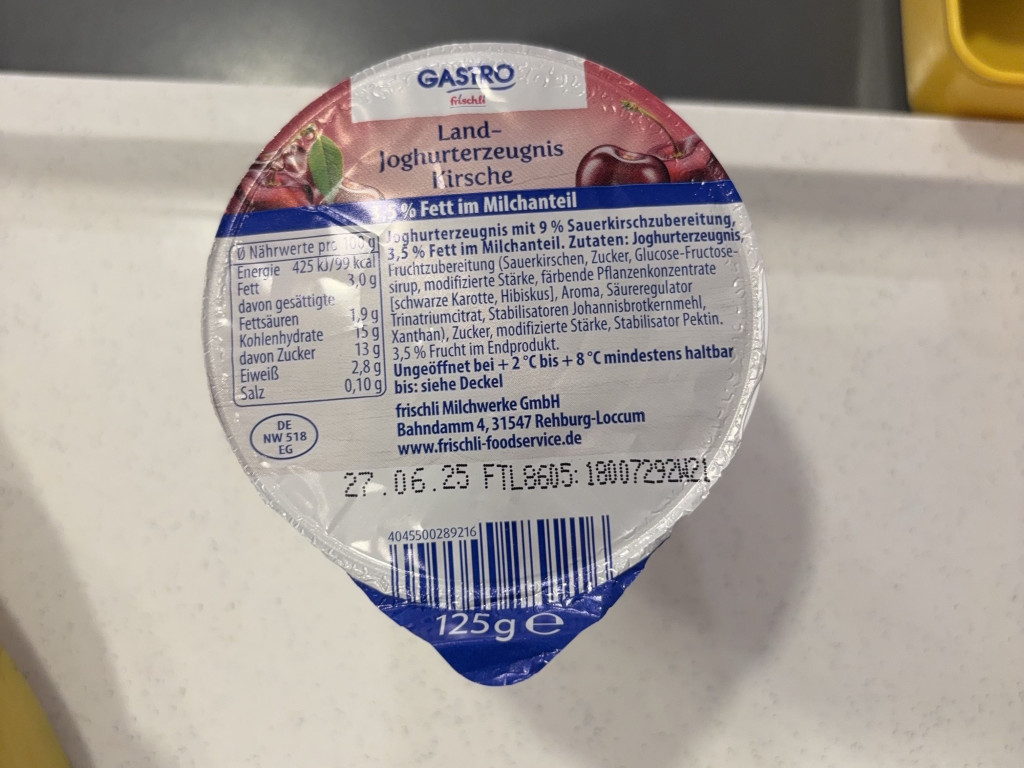 GASTRO
frischli
Land-
Joghurterzeugnis
Kirsche
% Fett im Milchanteil
Ø Nährwerte pro 100 g
Energie 425 kJ/99 kcal
Fett 3,0 g
davon gesättigte
Fettsäuren 1,9 g
Kohlenhydrate 15 g
davon Zucker 13 g
Eiweiß 2,8 g
Salz 0,10 g
Joghurterzeugnis mit 9 % Sauerkirschzubereitung,
3,5 % Fett im Milchanteil. Zutaten: Joghurterzeugnis,
Fruchtzubereitung (Sauerkirschen, Zucker, Glucose-Fructose-
sirup, modifizierte Stärke, färbende Pflanzenkonzentrate
[schwarze Karotte, Hibiskus], Aroma, Säureregulator
Trinatriumcitrat, Stabilisatoren Johannisbrotkernmehl,
Xanthan), Zucker, modifizierte Stärke, Stabilisator Pektin.
3,5 % Frucht im Endprodukt.
Ungeöffnet bei + 2 °C bis + 8 °C mindestens haltbar
bis: siehe Deckel
frischli Milchwerke GmbH
Bahndamm 4, 31547 Rehburg-Loccum
www.frischli-foodservice.de
DE
NW 518
EG
27.06.25 FTL8605: 18007292W21
4045500289216
125 g e